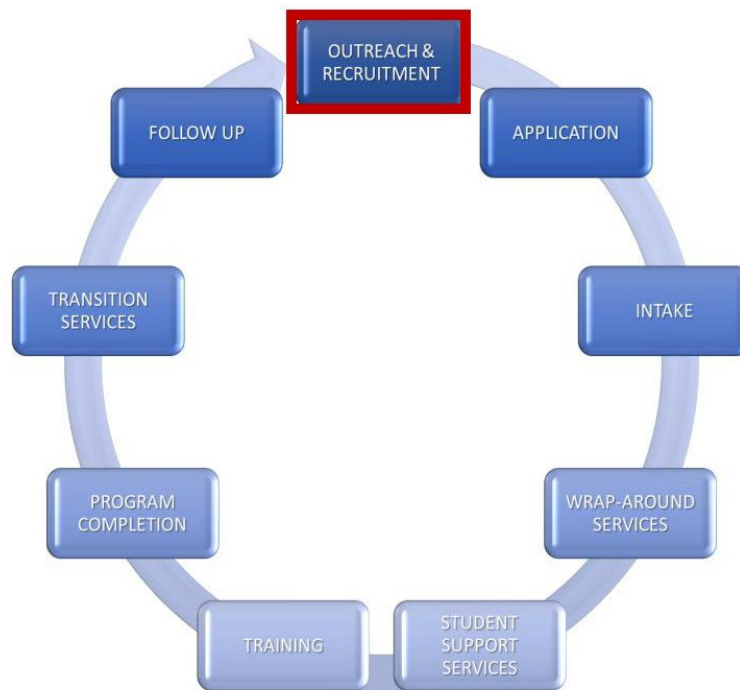 OUTREACH &
RECRUITMENT
APPLICATION
INTAKE
WRAP-AROUND
SERVICES
STUDENT
SUPPORT
SERVICES
TRAINING
PROGRAM
COMPLETION
TRANSITION
SERVICES
FOLLOW UP